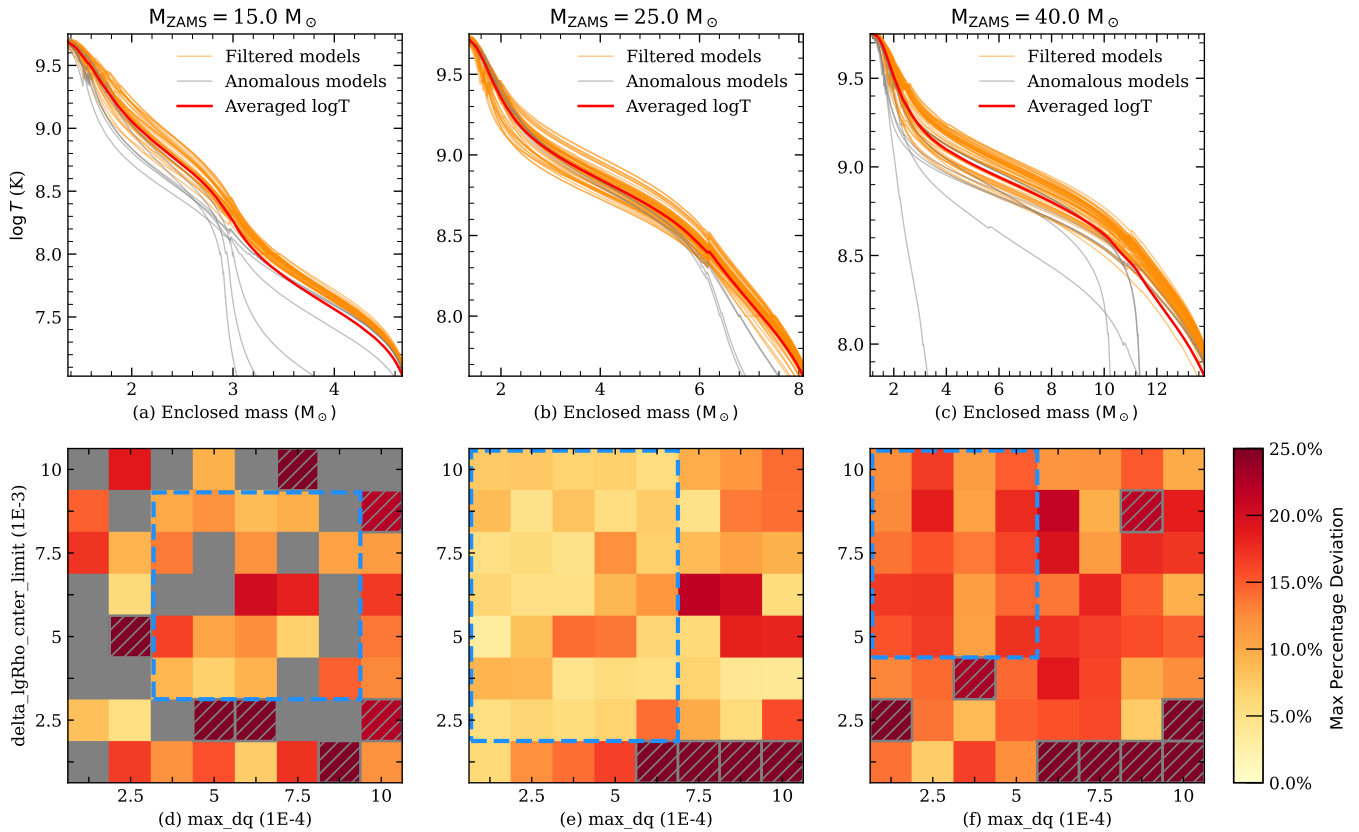 M_ZAMS = 15.0 M_⊙
M_ZAMS = 25.0 M_⊙
M_ZAMS = 40.0 M_⊙
Filtered models
Anomalous models
Averaged logT
Filtered models
Anomalous models
Averaged logT
Filtered models
Anomalous models
Averaged logT
log T (K)
9.5
9.0
8.5
8.0
7.5
2 3 4
(a) Enclosed mass (M_⊙)
9.5
9.0
8.5
8.0
2 4 6 8
(b) Enclosed mass (M_⊙)
9.5
9.0
8.5
8.0
2 4 6 8 10 12
(c) Enclosed mass (M_⊙)
delta_lgRho_cnter_limit (1E-3)
10
7.5
5
2.5
2.5 5 7.5 10
(d) max_dq (1E-4)
10
7.5
5
2.5
2.5 5 7.5 10
(e) max_dq (1E-4)
10
7.5
5
2.5
2.5 5 7.5 10
(f) max_dq (1E-4)
25.0%
20.0%
15.0%
10.0%
5.0%
0.0%
Max Percentage Deviation